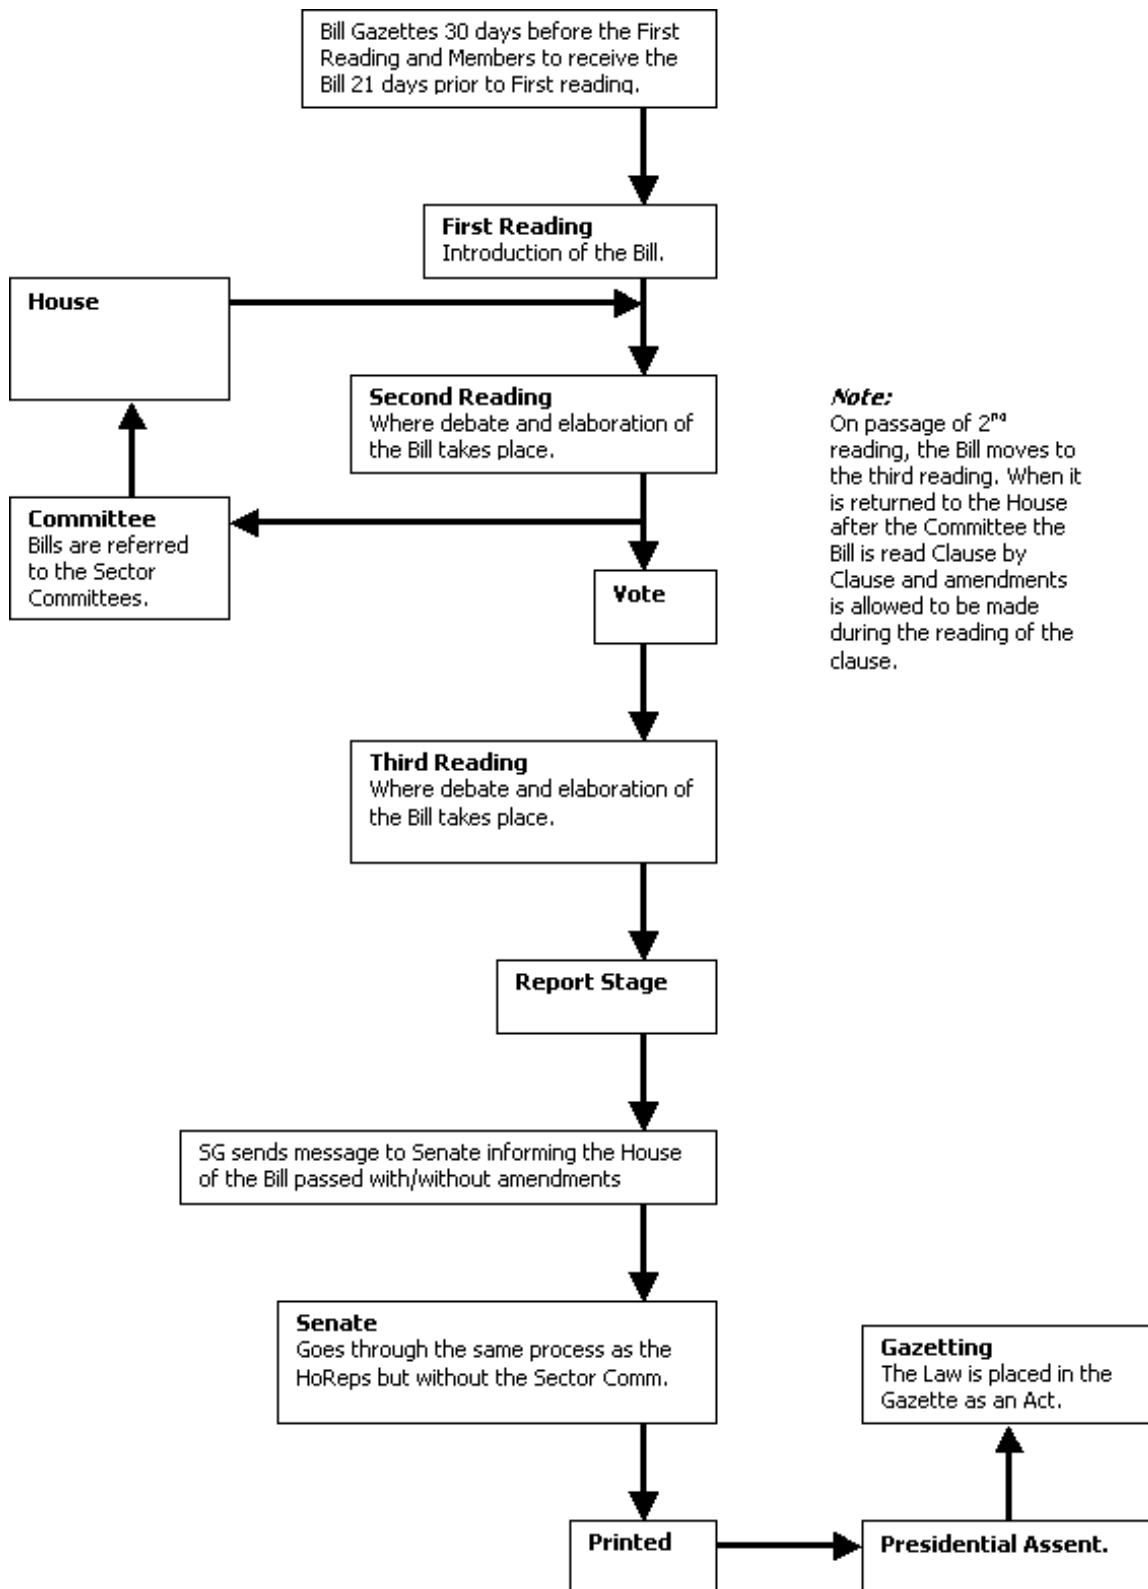 Bill Gazettes 30 days before the First
Reading and Members to receive the
Bill 21 days prior to First reading.
First Reading
Introduction of the Bill.
House
Second Reading
Where debate and elaboration of
the Bill takes place.
Note:
On passage of 2nd
reading, the Bill moves to
the third reading. When it
is returned to the House
after the Committee the
Bill is read Clause by
Clause and amendments
is allowed to be made
during the reading of the
clause.
Committee
Bills are referred
to the Sector
Committees.
Vote
Third Reading
Where debate and elaboration of
the Bill takes place.
Report Stage
SG sends message to Senate informing the House
of the Bill passed with/without amendments
Senate
Goes through the same process as the
HoReps but without the Sector Comm.
Gazetting
The Law is placed in the
Gazette as an Act.
Printed
Presidential Assent.